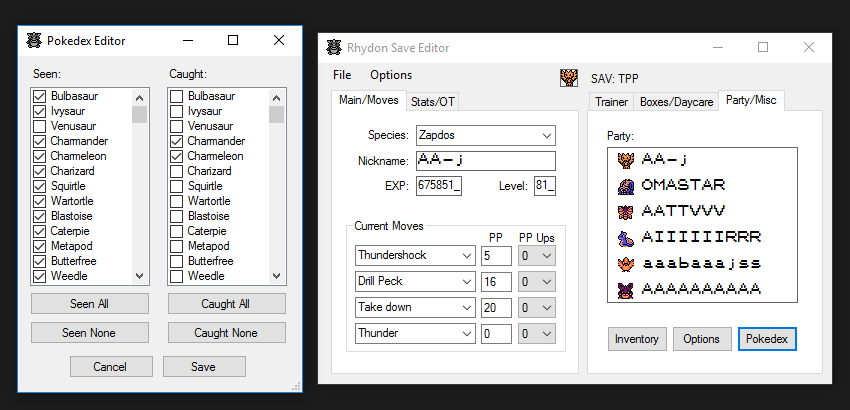 Pokedex Editor
Seen:
Caught:
Bulbasaur
Ivysaur
Venusaur
Charmander
Charmeleon
Charizard
Squirtle
Wartortle
Blastoise
Caterpie
Metapod
Butterfree
Weedle
Bulbasaur
Ivysaur
Venusaur
Charmander
Charmeleon
Charizard
Squirtle
Wartortle
Blastoise
Caterpie
Metapod
Butterfree
Weedle
Seen All
Caught All
Seen None
Caught None
Cancel
Save
Rhydon Save Editor
File Options
SAV: TPP
Main/Moves Stats/OT
Species: Zapdos
Nickname: AA-j
EXP: 675851_ Level: 81_
Current Moves
PP PP Ups
Thundershock 5 0
Drill Peck 16 0
Take down 20 0
Thunder 0 0
Trainer Boxes/Daycare Party/Misc
Party:
AA-j
OMASTAR
AATTVVV
AIIIIIIRRR
aaabaaajss
AAAAAAAAAA
Inventory Options Pokedex